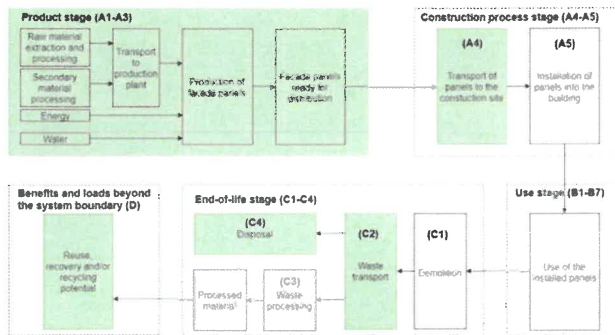 Product stage (A1-A3)
Raw material
extraction and
processing
Secondary
material
processing
Energy
Water
Transport
to
production
plant
Production of
facade panels
Facade panels
ready for
distribution
Construction process stage (A4-A5)
(A4)
Transport of
panels to the
constuction site
(A5)
Installation of
panels into the
building
Use stage (B1-B7)
Use of the
installed panels
End-of-life stage (C1-C4)
(C1)
Demolition
(C2)
Waste
transport
(C4)
Disposal
(C3)
Waste
processing
Processed
material
Benefits and loads beyond
the system boundary (D)
Reuse,
recovery and/or
recycling
potential